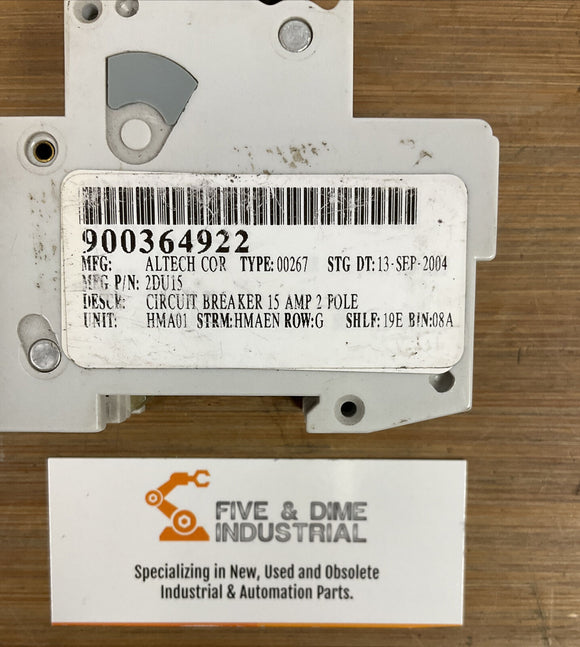 900364922
MFG: ALTECH COR TYPE: 00267 STG DT: 13-SEP-2004
MFG P/N: 2DU15
DESCR: CIRCUIT BREAKER 15 AMP 2 POLE
UNIT: HMA01 STRM:HMAEN ROW:G SHLF: 19E BIN:08A
FIVE & DIME
INDUSTRIAL
Specializing in New, Used and Obsolete
Industrial & Automation Parts.